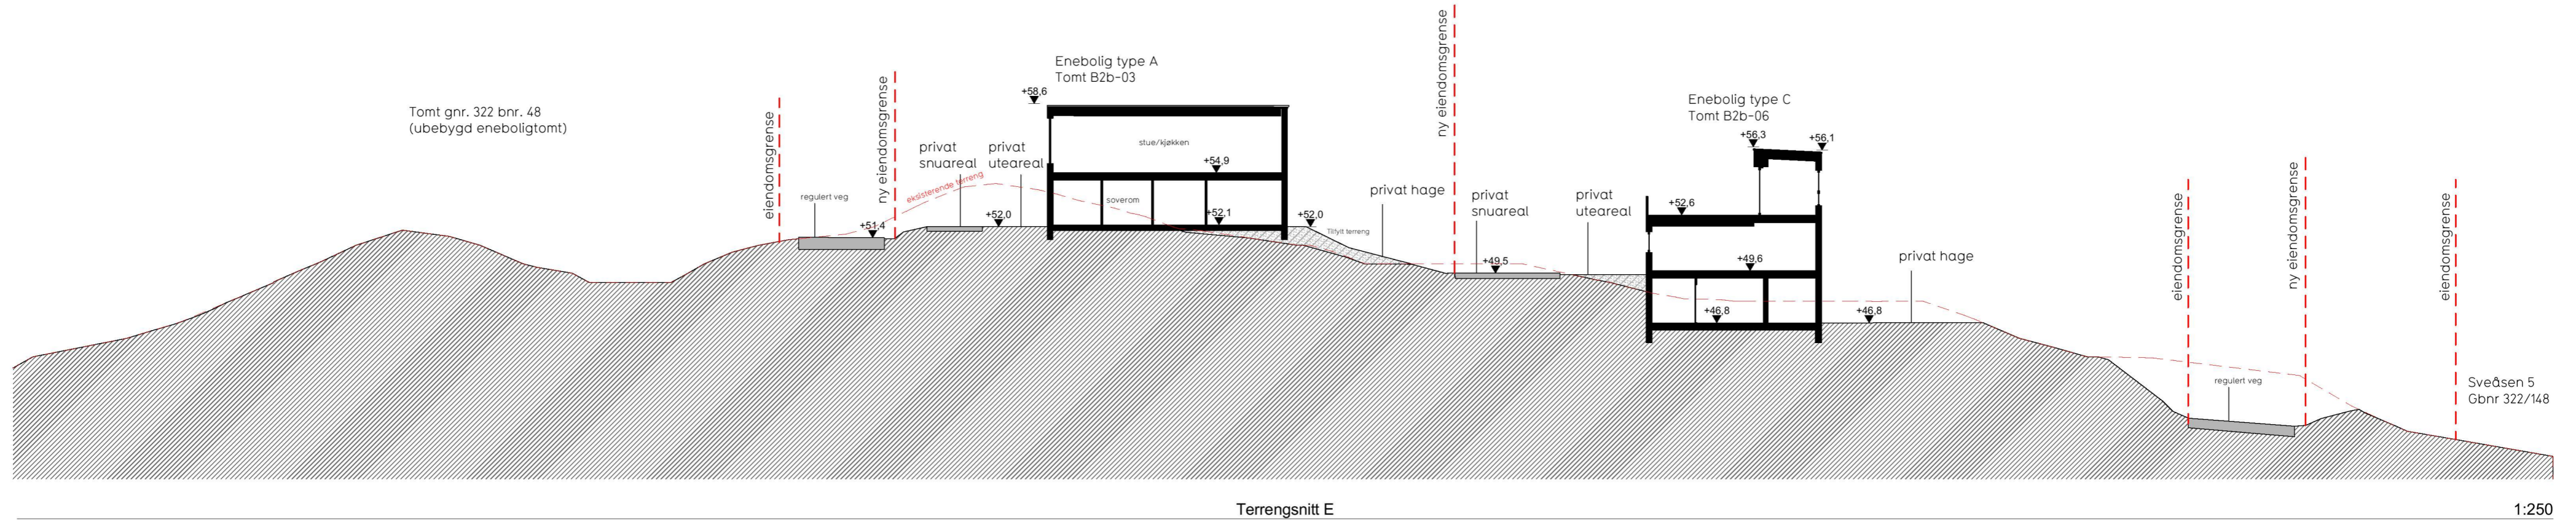 Tomt gnr. 322 bnr. 48
(ubebygd eneboligtomt)
eiendomsgrense
regulert veg
ny eiendomsgrense
+51,4
eksisterende terreng
privat
snuareal
privat
uteareal
+52,0
Enebolig type A
Tomt B2b-03
+58,6
stue/kjøkken
+54,9
soverom
+52,1
+52,0
Tilfylt terreng
privat hage
ny eiendomsgrense
privat
snuareal
+49,5
privat
uteareal
Enebolig type C
Tomt B2b-06
+56,3
+56,1
+52,6
+49,6
+46,8
+46,8
privat hage
eiendomsgrense
regulert veg
ny eiendomsgrense
eiendomsgrense
Sveåsen 5
Gbnr 322/148
Terrengsnitt E
1:250